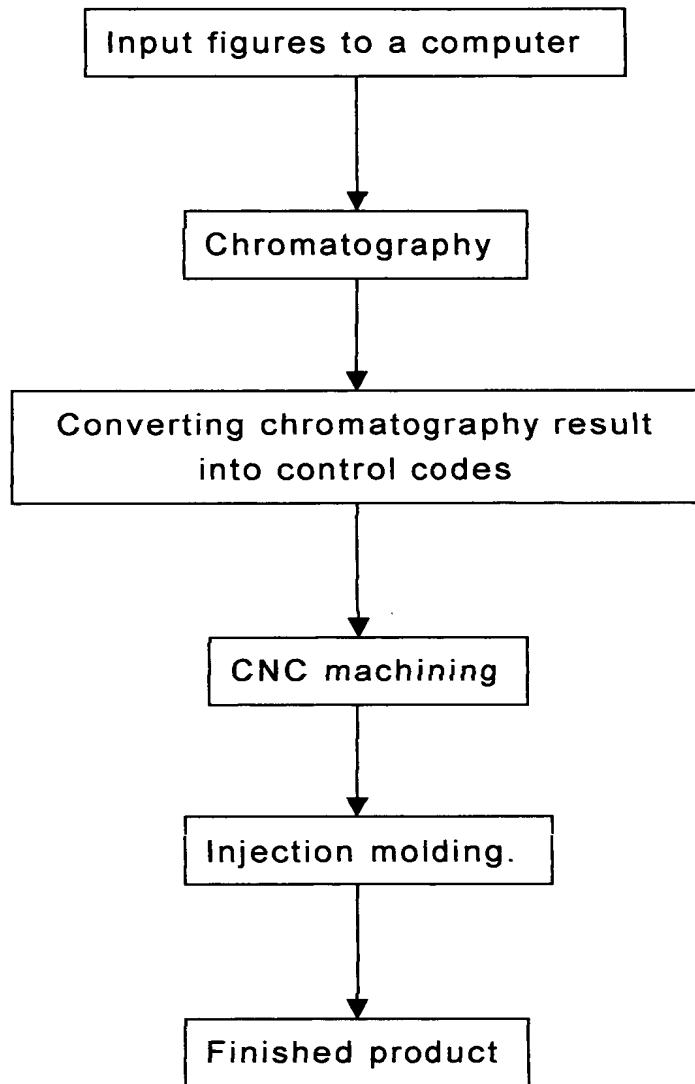 Input figures to a computer
Chromatography
Converting chromatography result
into control codes
CNC machining
Injection molding.
Finished product